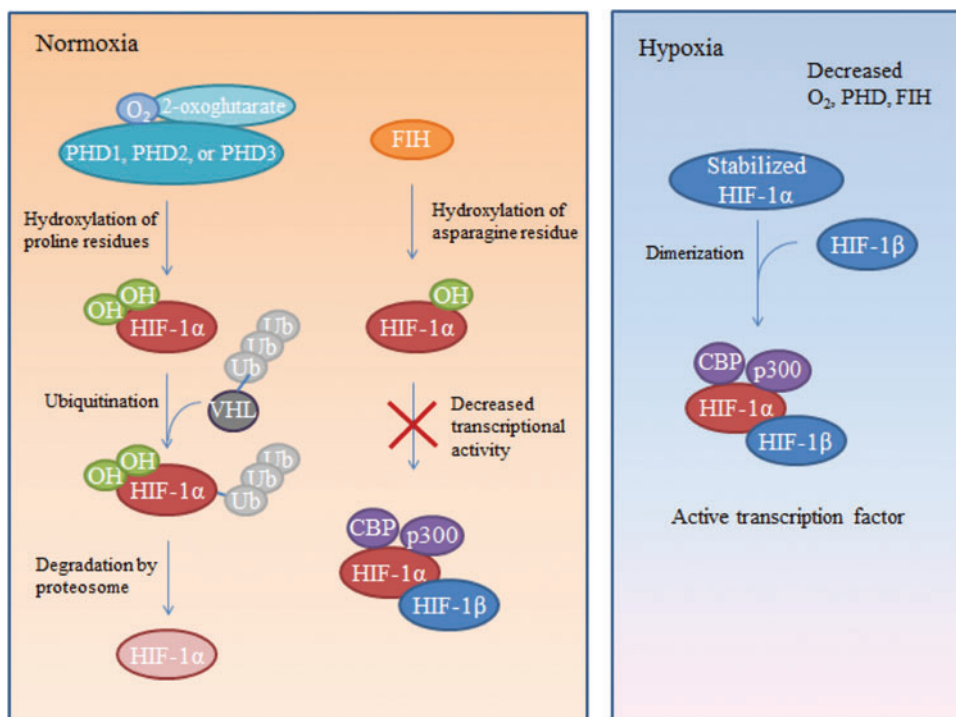 Normoxia
O2
2-oxoglutarate
PHD1, PHD2, or PHD3
FIH
Hydroxylation of
proline residues
Hydroxylation of
asparagine residue
OH
OH
HIF-1α
OH
HIF-1α
Ub
Ub
Ub
Ubiquitination
VHL
Decreased
transcriptional
activity
OH
OH
HIF-1α
Ub
Ub
Ub
CBP
p300
HIF-1α
HIF-1β
Degradation by
proteosome
HIF-1α
Hypoxia
Decreased
O2, PHD, FIH
Stabilized
HIF-1α
Dimerization
HIF-1β
CBP
p300
HIF-1α
HIF-1β
Active transcription factor